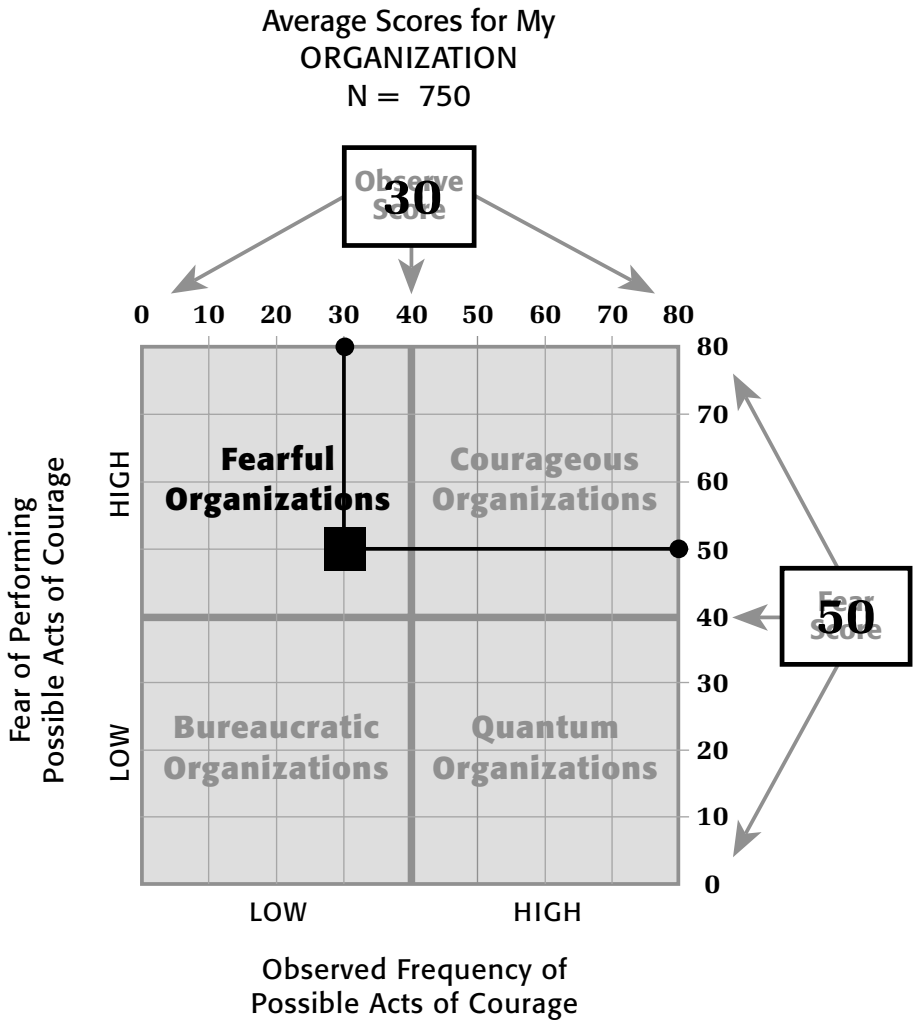 Average Scores for My
ORGANIZATION
N = 750
Observe
Score
30
0 10 20 30 40 50 60 70 80
80
70
60
50
40
30
20
10
0
Fearful
Organizations
Courageous
Organizations
Bureaucratic
Organizations
Quantum
Organizations
Fear
Score
50
HIGH
LOW
Fear of Performing
Possible Acts of Courage
LOW HIGH
Observed Frequency of
Possible Acts of Courage